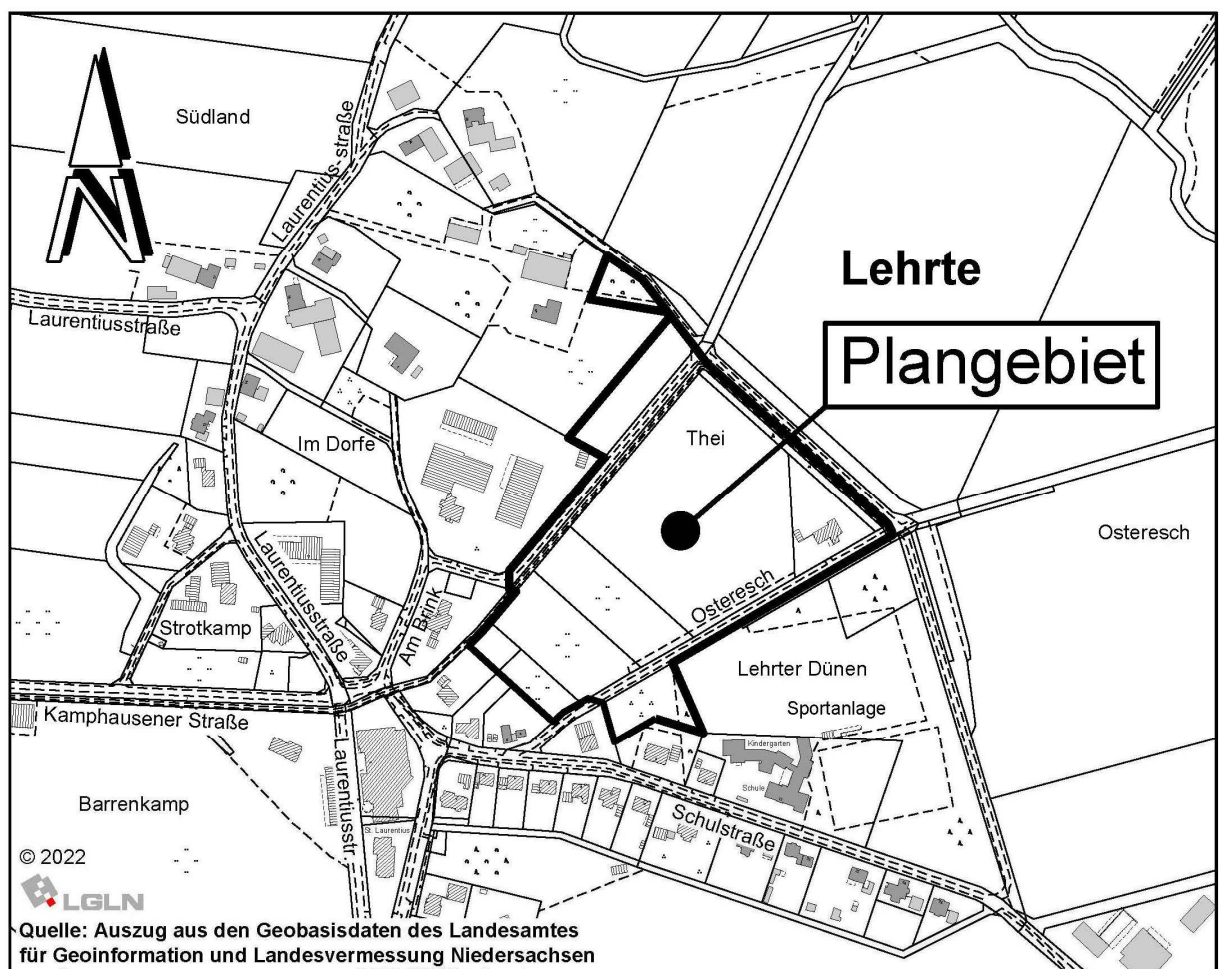 Südland
Laurentius-straße
N
Lehrte
Plangebiet
Laurentiusstraße
Thei
Im Dorfe
Osteresch
Osteresch
Laurentiusstraße
Am Brink
Strotkamp
Lehrter Dünen
Sportanlage
Kamphausener Straße
Kindergarten
Schule
Laurentiusstr
Barrenkamp
Schulstraße
St. Laurentius
© 2022
LGLN
Quelle: Auszug aus den Geobasisdaten des Landesamtes
für Geoinformation und Landesvermessung Niedersachsen